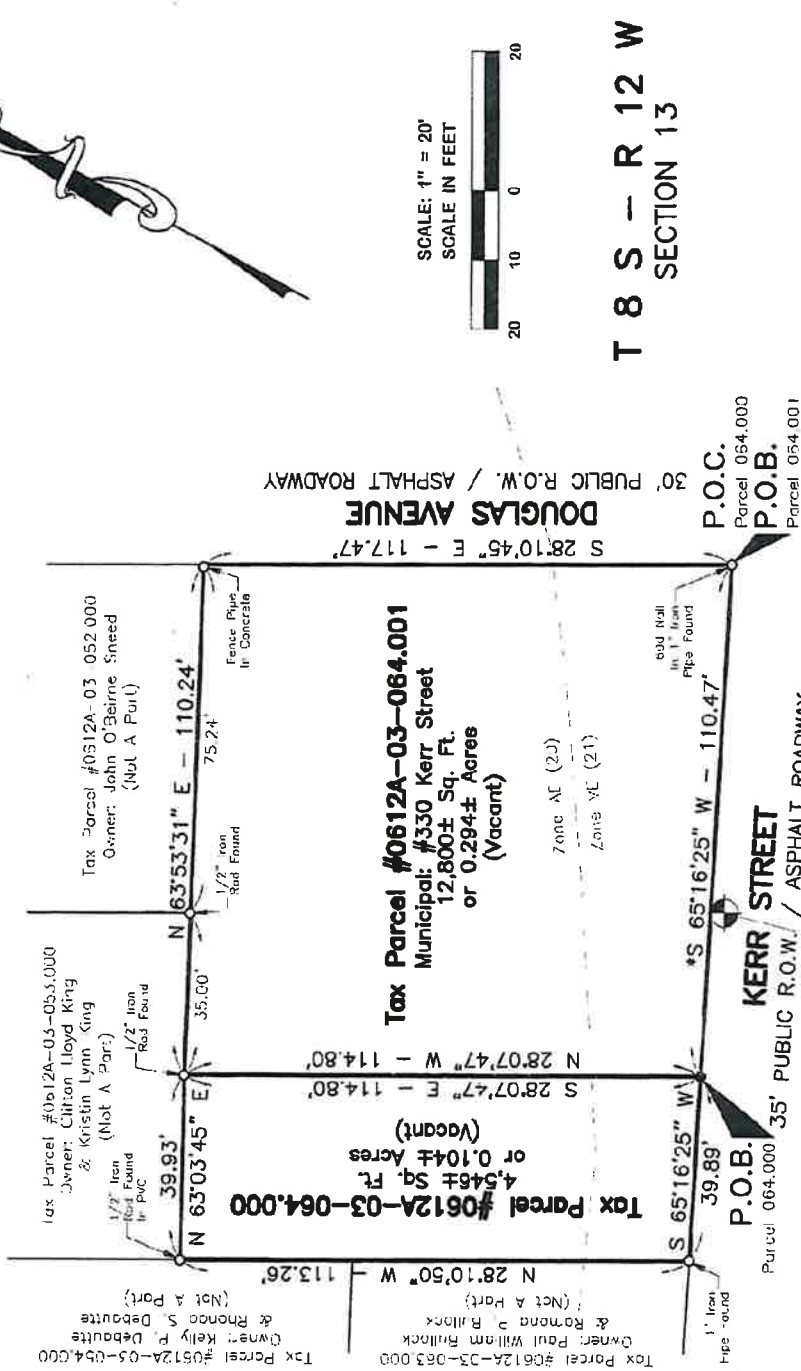 SCALE: 1" = 20'
SCALE IN FEET
20
10
0
20
T 8 S – R 12 W
SECTION 13
Tax Parcel #0612A-03-053.000
Owner: Clifton Lloyd King
& Kristin Lynn King
(Not A Part)
Tax Parcel #0612A-03-052.000
Owner: John O'Beirne Sneed
(Not A Part)
1/2" Iron
Rod Found
In PVC
1/2" Iron
Rod Found
1/2" Iron
Rod Found
Fence Pipe
In Concrete
N 63°03'45" E
39.93'
N 63°53'31" E – 110.24'
35.00'
75.24'
Tax Parcel #0612A-03-054.000
Owner: Kelly P. Debautte
& Rhonda S. Debautte
(Not A Part)
Tax Parcel #0612A-03-063.000
Owner: Paul William Bullock
& Ramona P. Bullock
(Not A Part)
N 28°10'50" W – 113.26'
Tax Parcel #0612A-03-064.000
4,546± Sq. Ft.
or 0.104± Acres
(Vacant)
S 28°07'47" E – 114.80'
N 28°07'47" W – 114.80'
Tax Parcel #0612A-03-064.001
Municipal: #330 Kerr Street
12,800± Sq. Ft.
or 0.294± Acres
(Vacant)
Zone AE (20)
Zone VE (21)
S 28°10'45" E – 117.47'
DOUGLAS AVENUE
30' PUBLIC R.O.W. / ASPHALT ROADWAY
60d Nail
In 1" Iron
Pipe Found
P.O.C.
Parcel 064.000
P.O.B.
Parcel 064.001
1" Iron
Pipe Found
S 65°16'25" W
39.89'
*S 65°16'25" W – 110.47'
P.O.B.
Parcel 064.000
KERR STREET
35' PUBLIC R.O.W. / ASPHALT ROADWAY